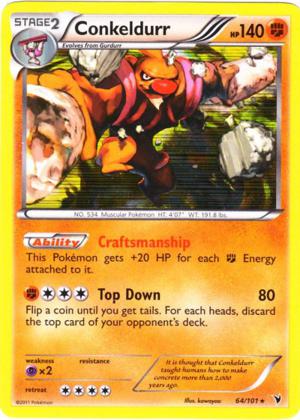 STAGE2
Conkeldurr
HP140
Evolves from Gurdurr
NO. 534 Muscular Pokémon HT. 4'07" WT. 191.8 lbs.
Ability Craftsmanship
This Pokémon gets +20 HP for each Energy
attached to it.
Top Down 80
Flip a coin until you get tails. For each heads, discard
the top card of your opponent's deck.
weakness resistance
×2
retreat
It is thought that Conkeldurr
taught humans how to make
concrete more than 2,000
years ago.
©2011 Pokémon
Illus. kawayoo
64/101 ★